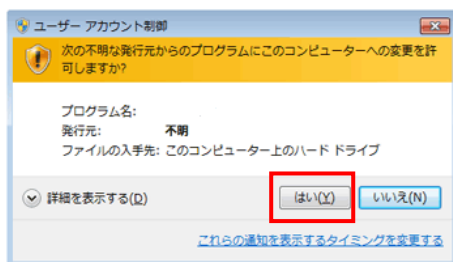 ユーザー アカウント制御
次の不明な発行元からのプログラムにこのコンピューターへの変更を許
可しますか?
プログラム名:
発行元: 不明
ファイルの入手先: このコンピューター上のハード ドライブ
詳細を表示する(D)
はい(Y)
いいえ(N)
これらの通知を表示するタイミングを変更する